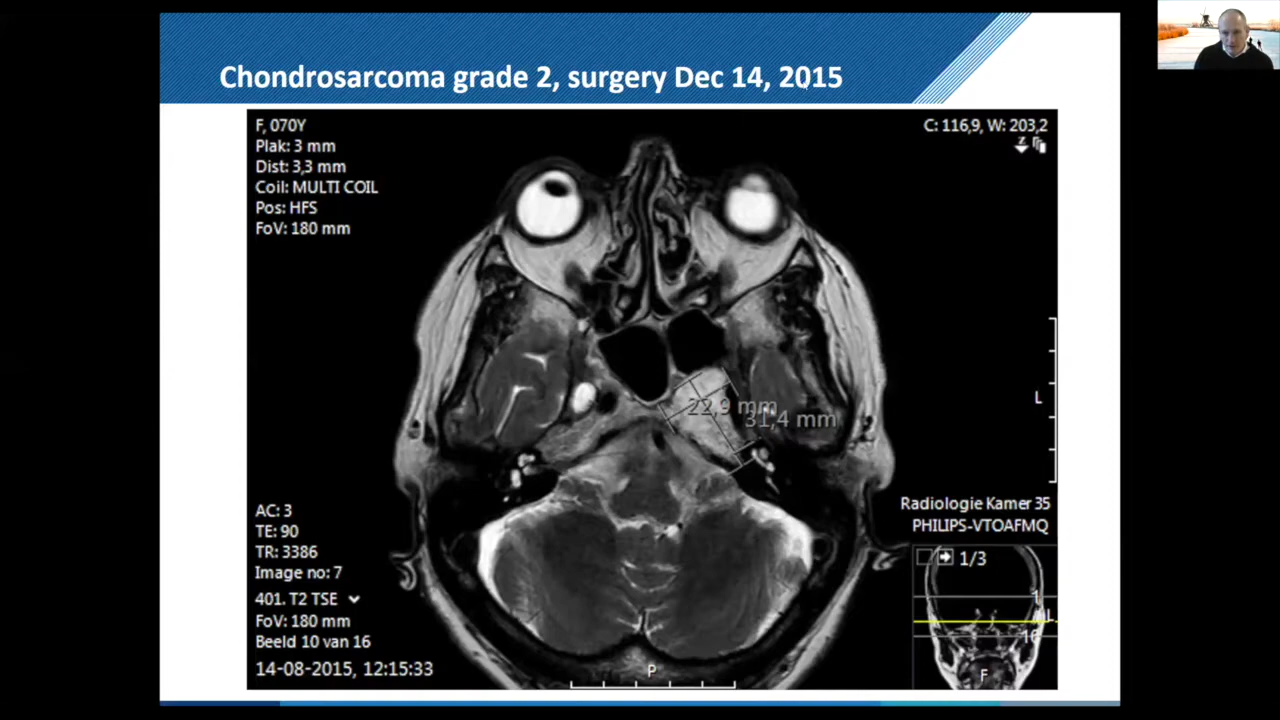 Chondrosarcoma grade 2, surgery Dec 14, 2015
F, 070Y
Plak: 3 mm
Dist: 3,3 mm
Coil: MULTI COIL
Pos: HFS
FoV: 180 mm
C: 116,9, W: 203,2
Z
22,9 mm
31,4 mm
L
Radiologie Kamer 35
PHILIPS-VTOAFMQ
AC: 3
TE: 90
TR: 3386
Image no: 7
401. T2 TSE
FoV: 180 mm
Beeld 10 van 16
14-08-2015, 12:15:33
P
1/3
1
L
16
F